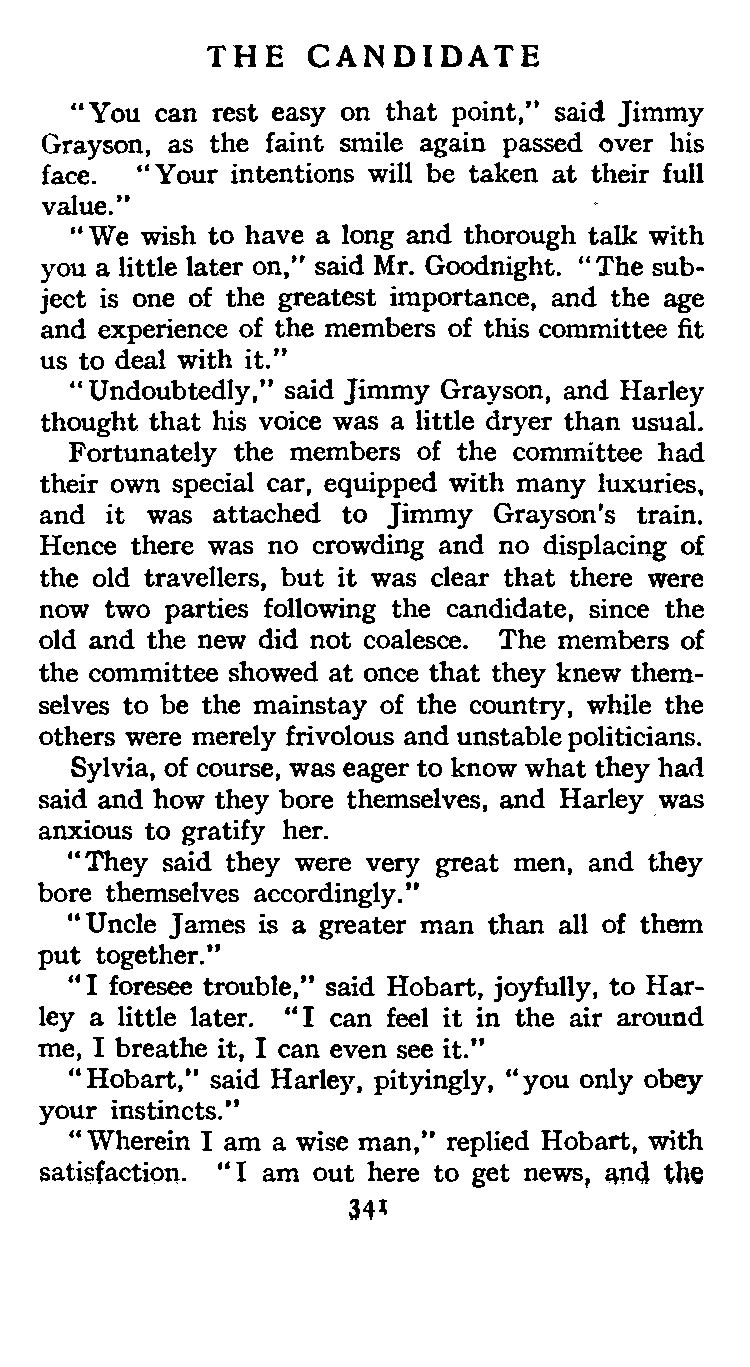 THE CANDIDATE
"You can rest easy on that point," said Jimmy
Grayson, as the faint smile again passed over his
face. "Your intentions will be taken at their full
value."
"We wish to have a long and thorough talk with
you a little later on," said Mr. Goodnight. "The sub-
ject is one of the greatest importance, and the age
and experience of the members of this committee fit
us to deal with it."
"Undoubtedly," said Jimmy Grayson, and Harley
thought that his voice was a little dryer than usual.
Fortunately the members of the committee had
their own special car, equipped with many luxuries,
and it was attached to Jimmy Grayson's train.
Hence there was no crowding and no displacing of
the old travellers, but it was clear that there were
now two parties following the candidate, since the
old and the new did not coalesce. The members of
the committee showed at once that they knew them-
selves to be the mainstay of the country, while the
others were merely frivolous and unstable politicians.
Sylvia, of course, was eager to know what they had
said and how they bore themselves, and Harley was
anxious to gratify her.
"They said they were very great men, and they
bore themselves accordingly."
"Uncle James is a greater man than all of them
put together."
"I foresee trouble," said Hobart, joyfully, to Har-
ley a little later. "I can feel it in the air around
me, I breathe it, I can even see it."
"Hobart," said Harley, pityingly, "you only obey
your instincts."
"Wherein I am a wise man," replied Hobart, with
satisfaction. "I am out here to get news, and the
341